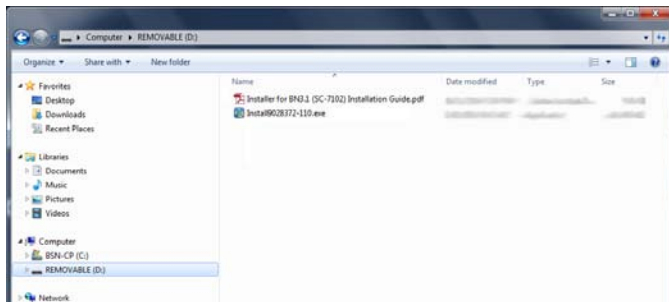 Computer ▸ REMOVABLE (D:)
Organize Share with New folder
Name Date modified Type Size
Favorites
Desktop
Downloads
Recent Places
Libraries
Documents
Music
Pictures
Videos
Computer
BSN-CP (C:)
REMOVABLE (D:)
Network
Installer for BN3.1 (SC-7102) Installation Guide.pdf
Install9028372-110.exe